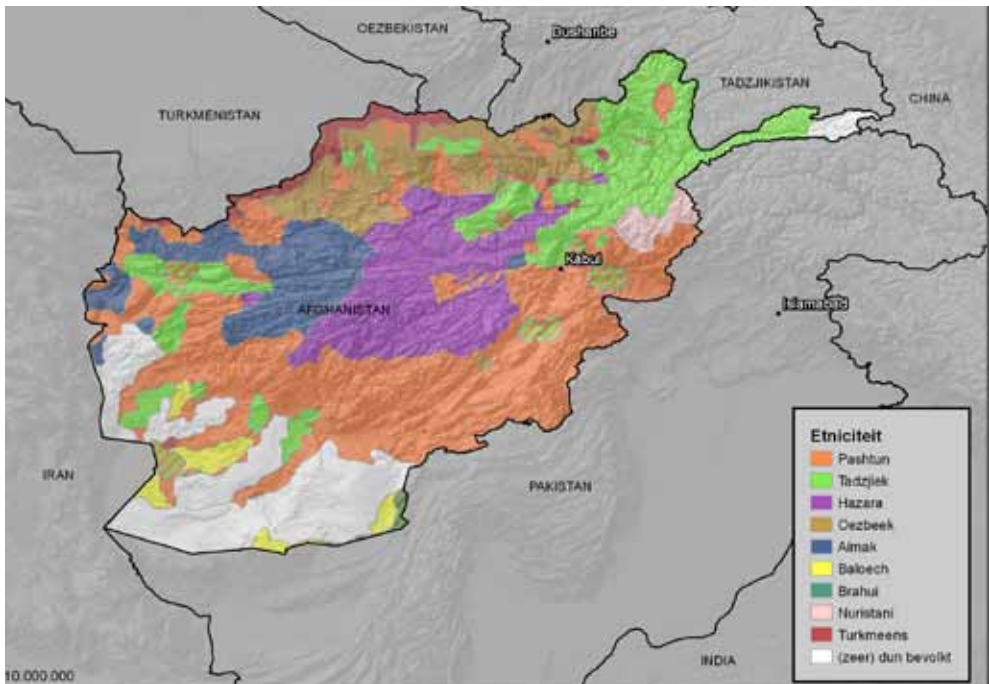 OEZBEKISTAN
Dushanbe
TADZJIKISTAN
CHINA
TURKMENISTAN
Kabul
Islamabad
AFGHANISTAN
IRAN
PAKISTAN
INDIA
Etniciteit
Pashtun
Tadzjiek
Hazara
Oezbeek
Aimak
Baloech
Brahui
Nuristani
Turkmeens
(zeer) dun bevolkt
10.000.000